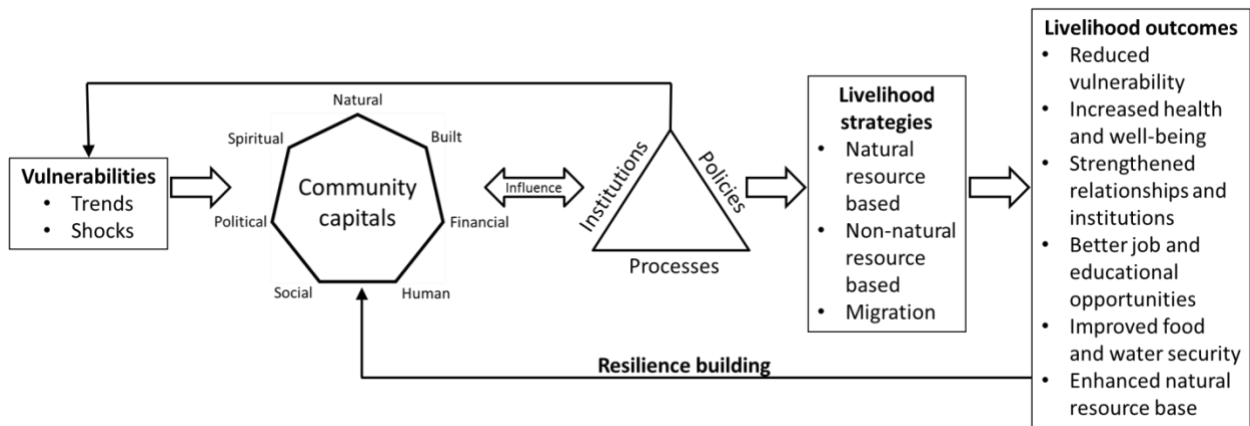 Vulnerabilities
• Trends
• Shocks
Natural
Spiritual
Built
Community
capitals
Political
Financial
Social
Human
Influence
Institutions
Policies
Processes
Livelihood
strategies
• Natural
resource
based
• Non-natural
resource
based
• Migration
Livelihood outcomes
• Reduced
vulnerability
• Increased health
and well-being
• Strengthened
relationships and
institutions
• Better job and
educational
opportunities
• Improved food
and water security
• Enhanced natural
resource base
Resilience building